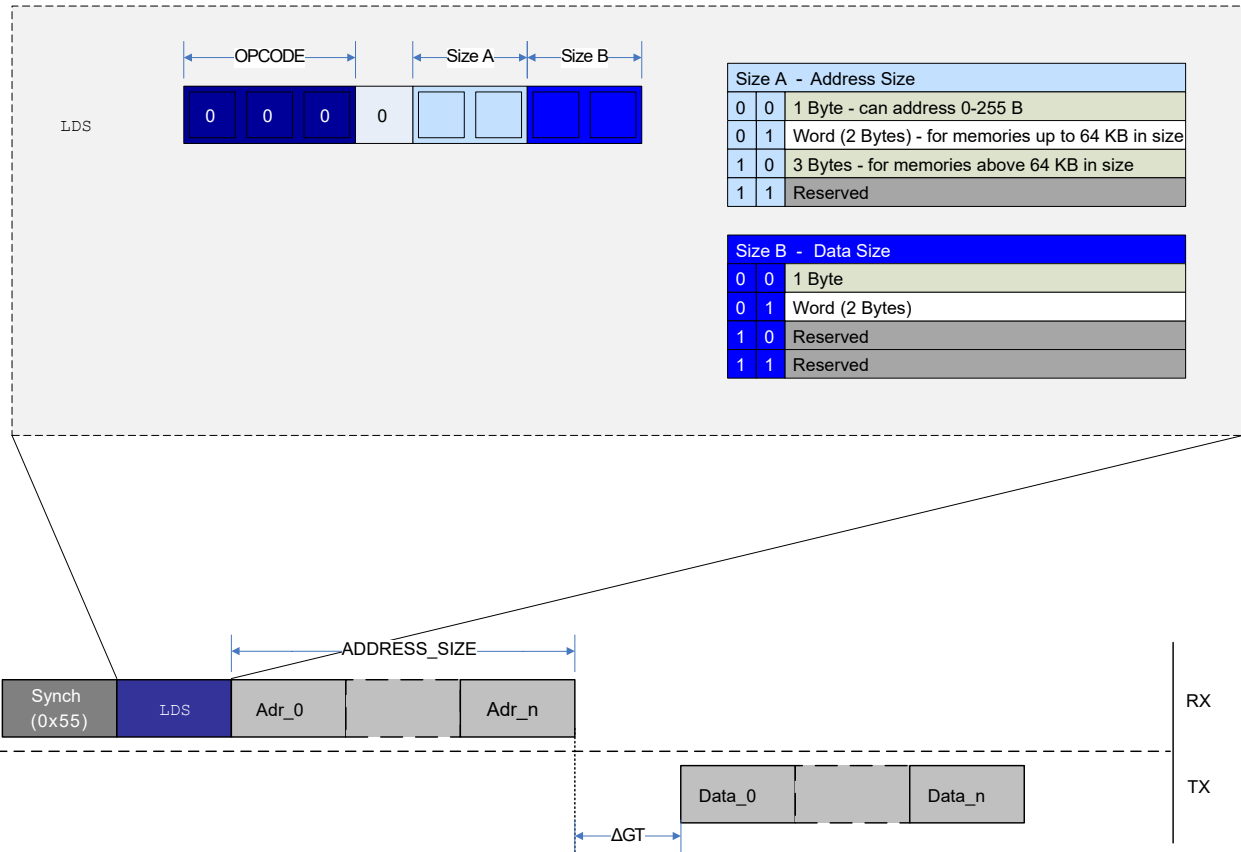 OPCODE Size A Size B
LDS
0 0 0 0
Size A - Address Size
0 0 1 Byte - can address 0-255 B
0 1 Word (2 Bytes) - for memories up to 64 KB in size
1 0 3 Bytes - for memories above 64 KB in size
1 1 Reserved
Size B - Data Size
0 0 1 Byte
0 1 Word (2 Bytes)
1 0 Reserved
1 1 Reserved
ADDRESS_SIZE
Synch
(0x55)
LDS
Adr_0
Adr_n
RX
Data_0
Data_n
TX
ΔGT